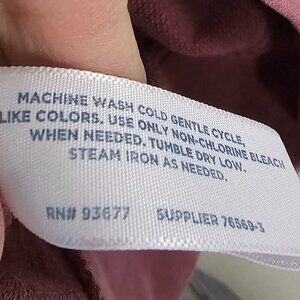 MACHINE WASH COLD GENTLE CYCLE,
LIKE COLORS. USE ONLY NON-CHLORINE BLEACH
WHEN NEEDED. TUMBLE DRY LOW.
STEAM IRON AS NEEDED.
RN# 93677 SUPPLIER 76569-3